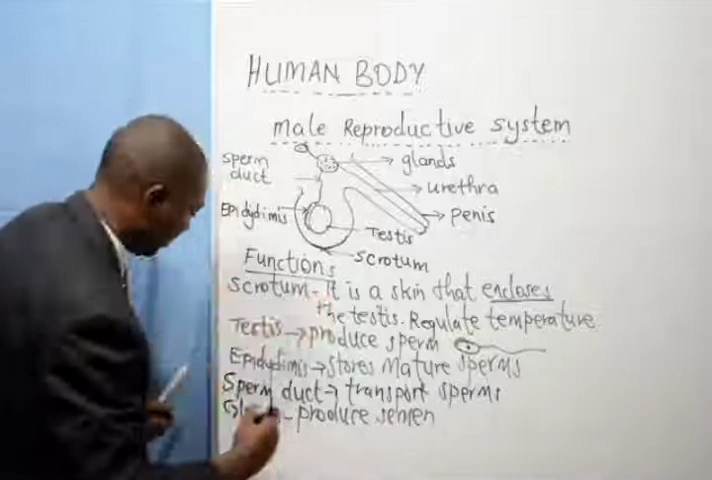 HUMAN BODY
male Reproductive system
sperm
duct
glands
urethra
Epidydimis
penis
Testis
scrotum
Functions
scrotum - It is a skin that encloses
the testis. Regulate temperature
Testis → produce sperm
Epidydimis → stores Mature sperms
Sperm duct → transport sperms
- produce semen